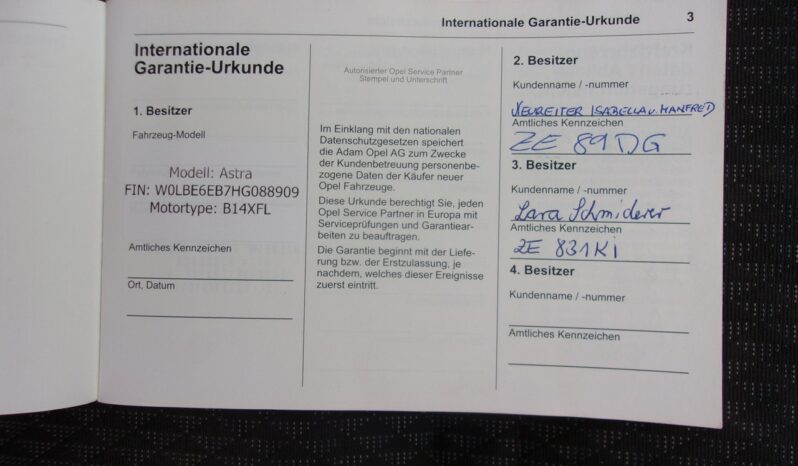 Internationale Garantie-Urkunde 3
Internationale
Garantie-Urkunde
1. Besitzer
Fahrzeug-Modell
Modell: Astra
FIN: W0LBE6EB7HG088909
Motortype: B14XFL
Amtliches Kennzeichen
Ort, Datum
Autorisierter Opel Service Partner
Stempel und Unterschrift
Im Einklang mit den nationalen
Datenschutzgesetzen speichert
die Adam Opel AG zum Zwecke
der Kundenbetreuung personenbe-
zogene Daten der Käufer neuer
Opel Fahrzeuge.
Diese Urkunde berechtigt Sie, jeden
Opel Service Partner in Europa mit
Serviceprüfungen und Garantiear-
beiten zu beauftragen.
Die Garantie beginnt mit der Liefe-
rung bzw. der Erstzulassung, je
nachdem, welches dieser Ereignisse
zuerst eintritt.
2. Besitzer
Kundenname / -nummer
NEUREITER ISABELLA U. MANFRED
Amtliches Kennzeichen
ZE 89 DG
3. Besitzer
Kundenname / -nummer
Lara Schmiderer
Amtliches Kennzeichen
ZE 831KI
4. Besitzer
Kundenname / -nummer
Amtliches Kennzeichen